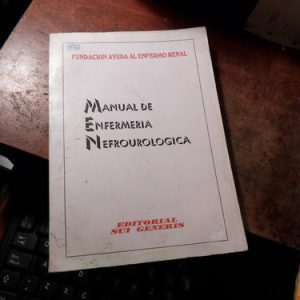 FUNDACION AYUDA AL ENFERMO RENAL
MANUAL DE
ENFERMERIA
NEFROUROLOGICA
EDITORIAL
SUI GENERIS